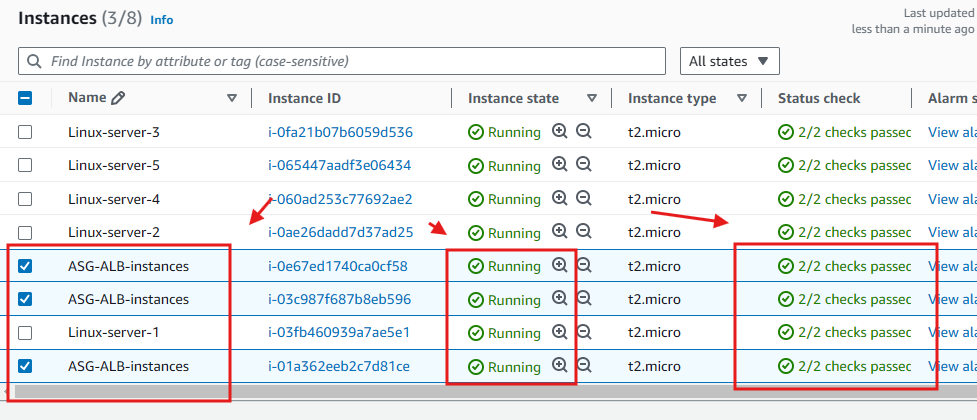 Instances (3/8) Info
Last updated
less than a minute ago
Find Instance by attribute or tag (case-sensitive)
All states
Name Instance ID Instance state Instance type Status check Alarm s
Linux-server-3 i-0fa21b07b6059d536 Running t2.micro 2/2 checks passec View ala
Linux-server-5 i-065447aadf3e06434 Running t2.micro 2/2 checks passec View ala
Linux-server-4 i-060ad253c77692ae2 Running t2.micro 2/2 checks passec View ala
Linux-server-2 i-0ae26dadd7d37ad25 Running t2.micro 2/2 checks passec View ala
ASG-ALB-instances i-0e67ed1740ca0cf58 Running t2.micro 2/2 checks passec View ala
ASG-ALB-instances i-03c987f687b8eb596 Running t2.micro 2/2 checks passec View ala
Linux-server-1 i-03fb460939a7ae5e1 Running t2.micro 2/2 checks passec View ala
ASG-ALB-instances i-01a362eeb2c7d81ce Running t2.micro 2/2 checks passec View ala